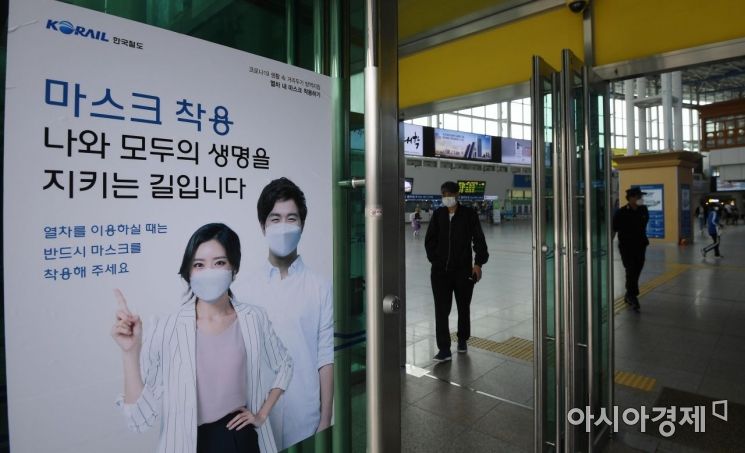 KORAIL 한국철도
코로나19 생활 속 거리두기 방역지침
열차 내 마스크 착용하기
마스크 착용
나와 모두의 생명을
지키는 길입니다
열차를 이용하실 때는
반드시 마스크를
착용해 주세요
아시아경제